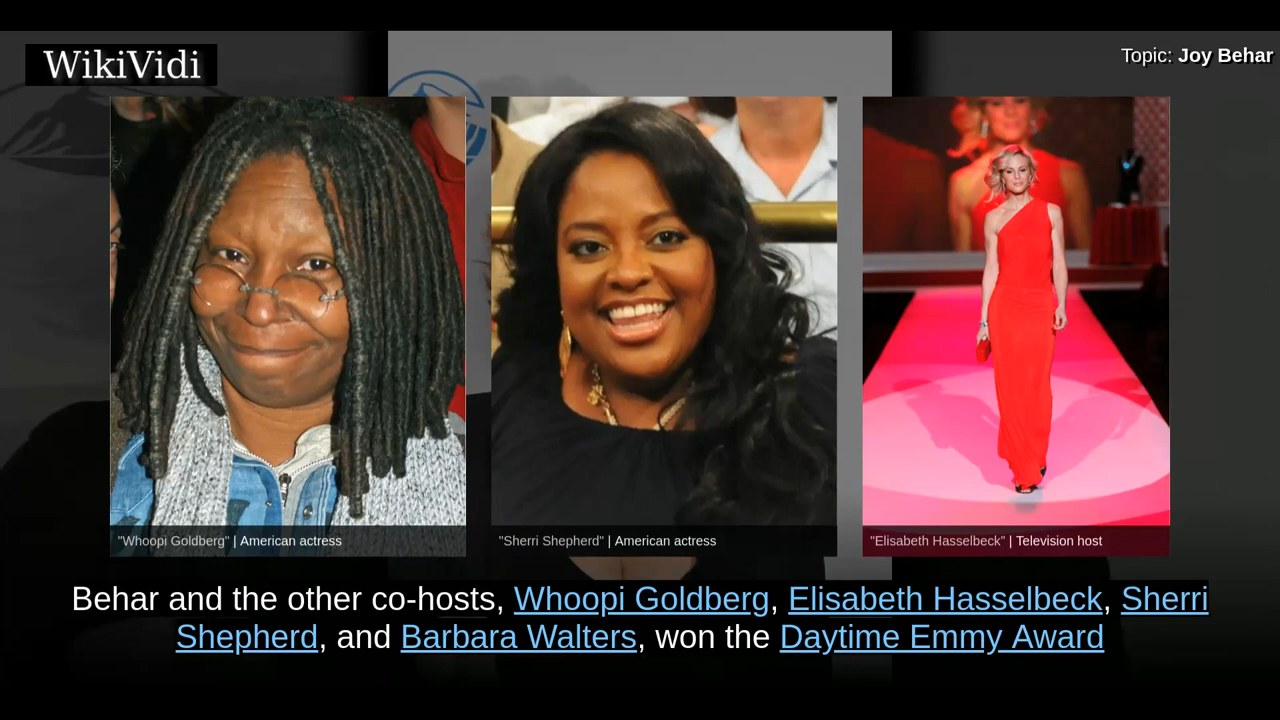 WikiVidi
Topic: Joy Behar
"Whoopi Goldberg" | American actress
"Sherri Shepherd" | American actress
"Elisabeth Hasselbeck" | Television host
Behar and the other co-hosts, Whoopi Goldberg, Elisabeth Hasselbeck, Sherri
Shepherd, and Barbara Walters, won the Daytime Emmy Award